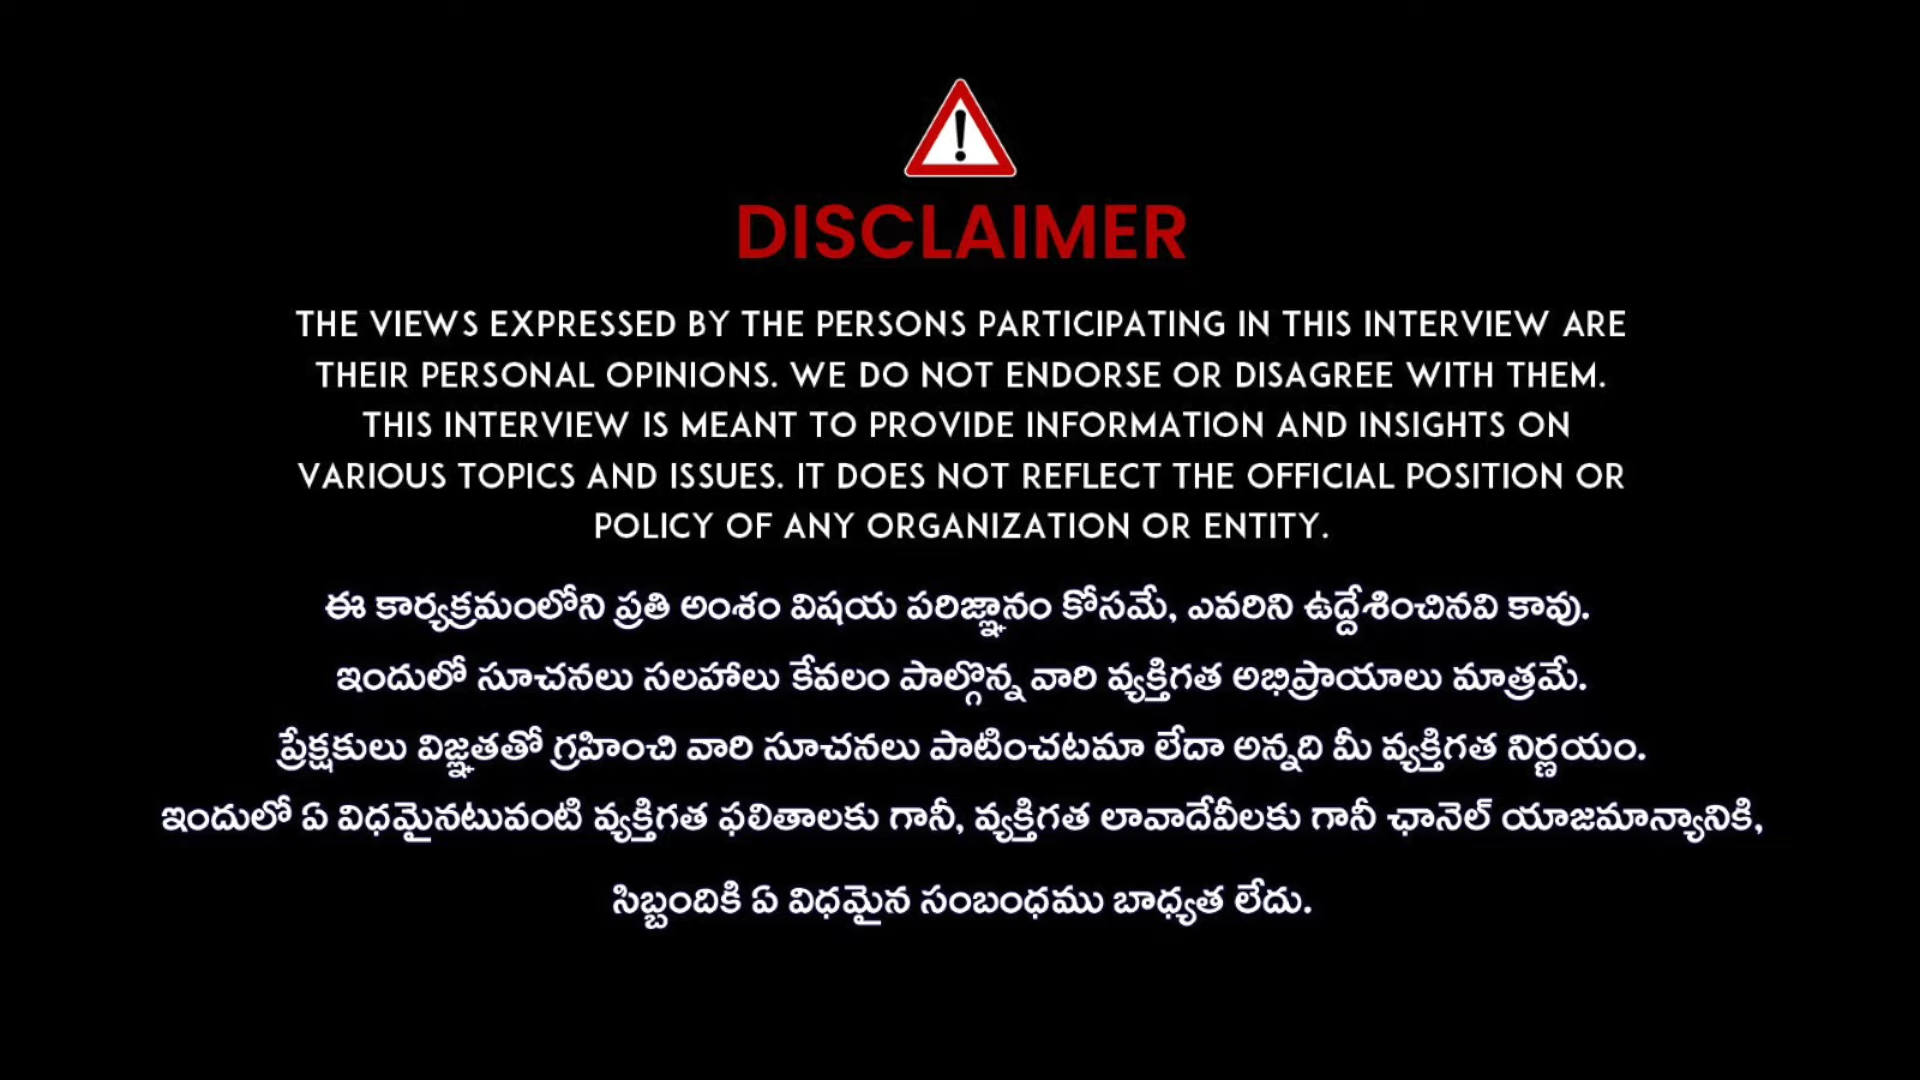 DISCLAIMER
THE VIEWS EXPRESSED BY THE PERSONS PARTICIPATING IN THIS INTERVIEW ARE
THEIR PERSONAL OPINIONS. WE DO NOT ENDORSE OR DISAGREE WITH THEM.
THIS INTERVIEW IS MEANT TO PROVIDE INFORMATION AND INSIGHTS ON
VARIOUS TOPICS AND ISSUES. IT DOES NOT REFLECT THE OFFICIAL POSITION OR
POLICY OF ANY ORGANIZATION OR ENTITY.
ఈ కార్యక్రమంలోని ప్రతి అంశం విషయ పరిజ్ఞానం కోసమే, ఎవరిని ఉద్దేశించినవి కావు.
ఇందులో సూచనలు సలహాలు కేవలం పాల్గొన్న వారి వ్యక్తిగత అభిప్రాయాలు మాత్రమే.
ప్రేక్షకులు విజ్ఞతతో గ్రహించి వారి సూచనలు పాటించటమా లేదా అన్నది మీ వ్యక్తిగత నిర్ణయం.
ఇందులో ఏ విధమైనటువంటి వ్యక్తిగత ఫలితాలకు గానీ, వ్యక్తిగత లావాదేవీలకు గానీ ఛానెల్ యాజమాన్యానికి,
సిబ్బందికి ఏ విధమైన సంబంధము బాధ్యత లేదు.